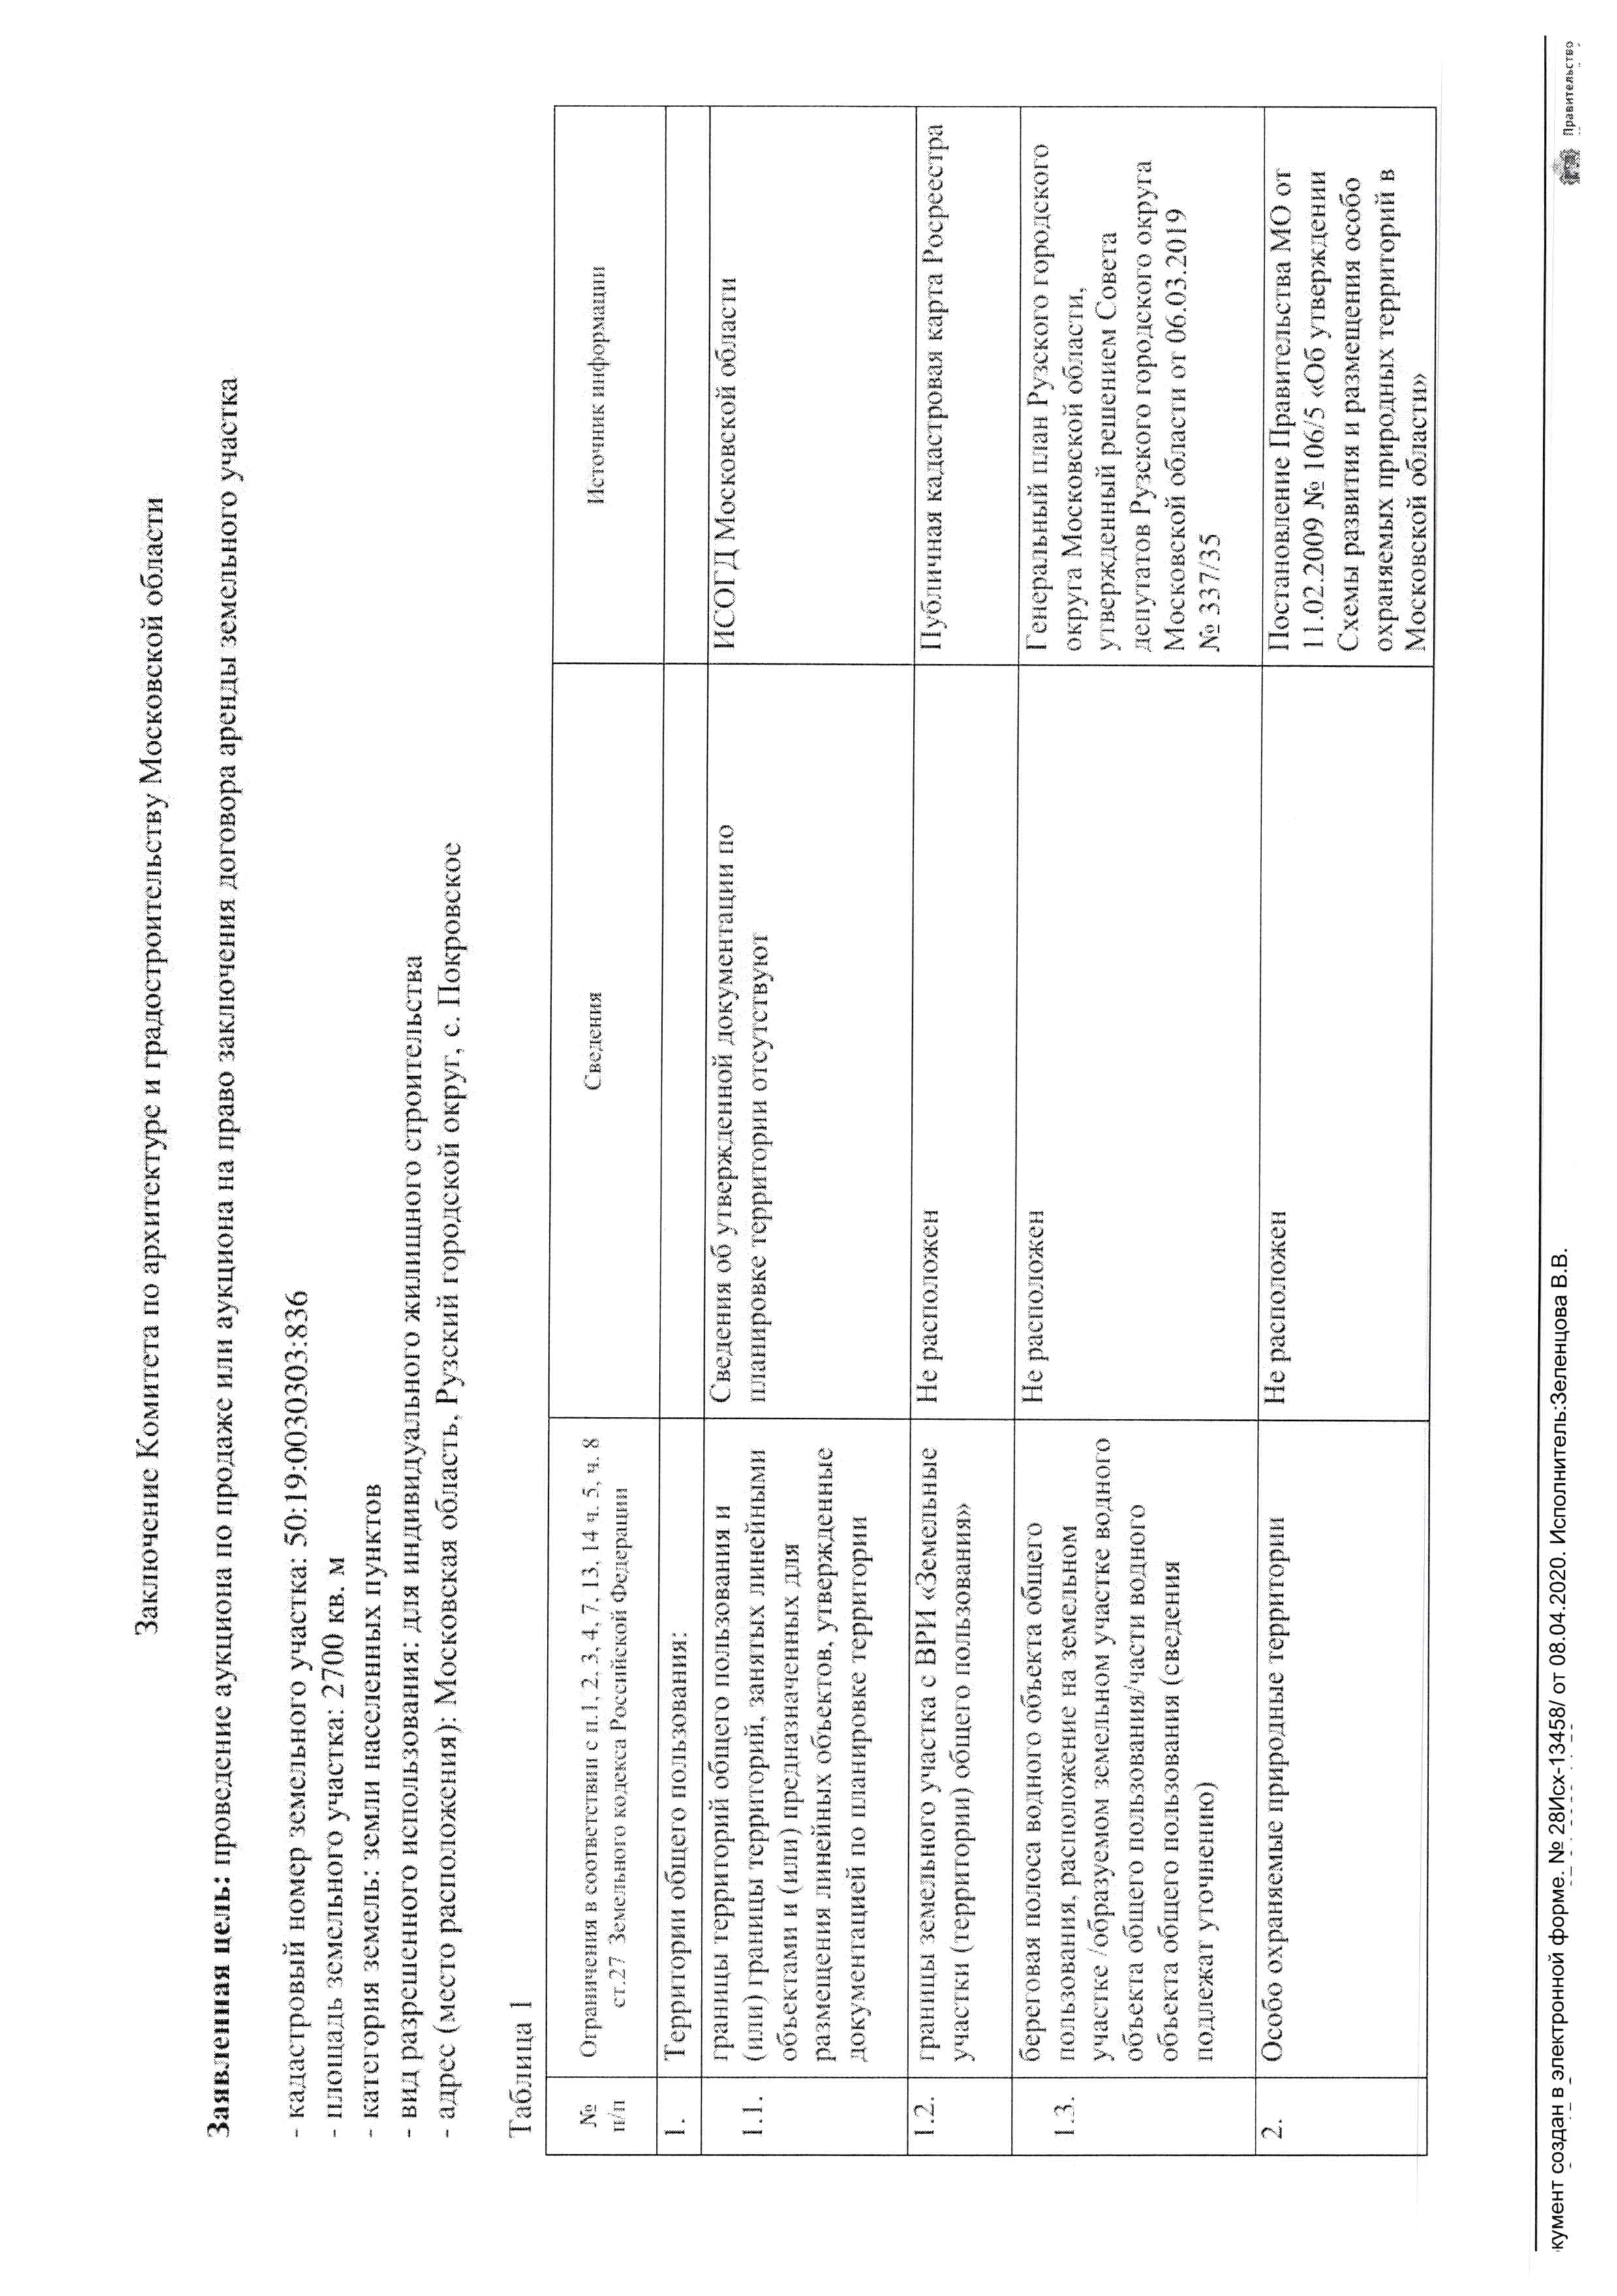 Заключение Комитета по архитектуре и градостроительству Московской области
Заявленная цель: проведение аукциона по продаже или аукциона на право заключения договора аренды земельного участка
- кадастровый номер земельного участка: 50:19:0030303:836
- площадь земельного участка: 2700 кв. м
- категория земель: земли населенных пунктов
- вид разрешенного использования: для индивидуального жилищного строительства
- адрес (место расположения): Московская область, Рузский городской округ, с. Покровское
Таблица 1
№
п/п
Ограничения в соответствии с п.1, 2, 3, 4, 7, 13, 14 ч. 5, ч. 8
ст.27 Земельного кодекса Российской Федерации
Сведения
Источник информации
1.
Территории общего пользования:
1.1.
границы территорий общего пользования и
(или) границы территорий, занятых линейными
объектами и (или) предназначенных для
размещения линейных объектов, утвержденные
документацией по планировке территории
Сведения об утвержденной документации по
планировке территории отсутствуют
ИСОГД Московской области
1.2.
границы земельного участка с ВРИ «Земельные
участки (территории) общего пользования»
Не расположен
Публичная кадастровая карта Росреестра
1.3.
береговая полоса водного объекта общего
пользования, расположение на земельном
участке /образуемом земельном участке водного
объекта общего пользования/части водного
объекта общего пользования (сведения
подлежат уточнению)
Не расположен
Генеральный план Рузского городского
округа Московской области,
утвержденный решением Совета
депутатов Рузского городского округа
Московской области от 06.03.2019
№ 337/35
2.
Особо охраняемые природные территории
Не расположен
Постановление Правительства МО от
11.02.2009 № 106/5 «Об утверждении
Схемы развития и размещения особо
охраняемых природных территорий в
Московской области»
кумент создан в электронной форме. № 28Исх-13458/ от 08.04.2020. Исполнитель:Зеленцова В.В.
Правительство